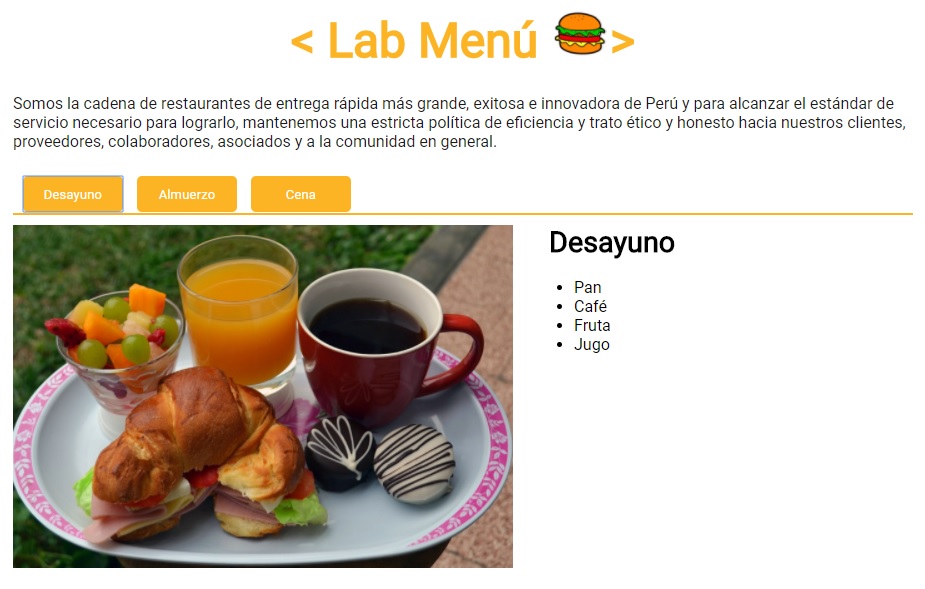 < Lab Menú >
Somos la cadena de restaurantes de entrega rápida más grande, exitosa e innovadora de Perú y para alcanzar el estándar de
servicio necesario para lograrlo, mantenemos una estricta política de eficiencia y trato ético y honesto hacia nuestros clientes,
proveedores, colaboradores, asociados y a la comunidad en general.
Desayuno Almuerzo Cena
Desayuno
Pan
Café
Fruta
Jugo